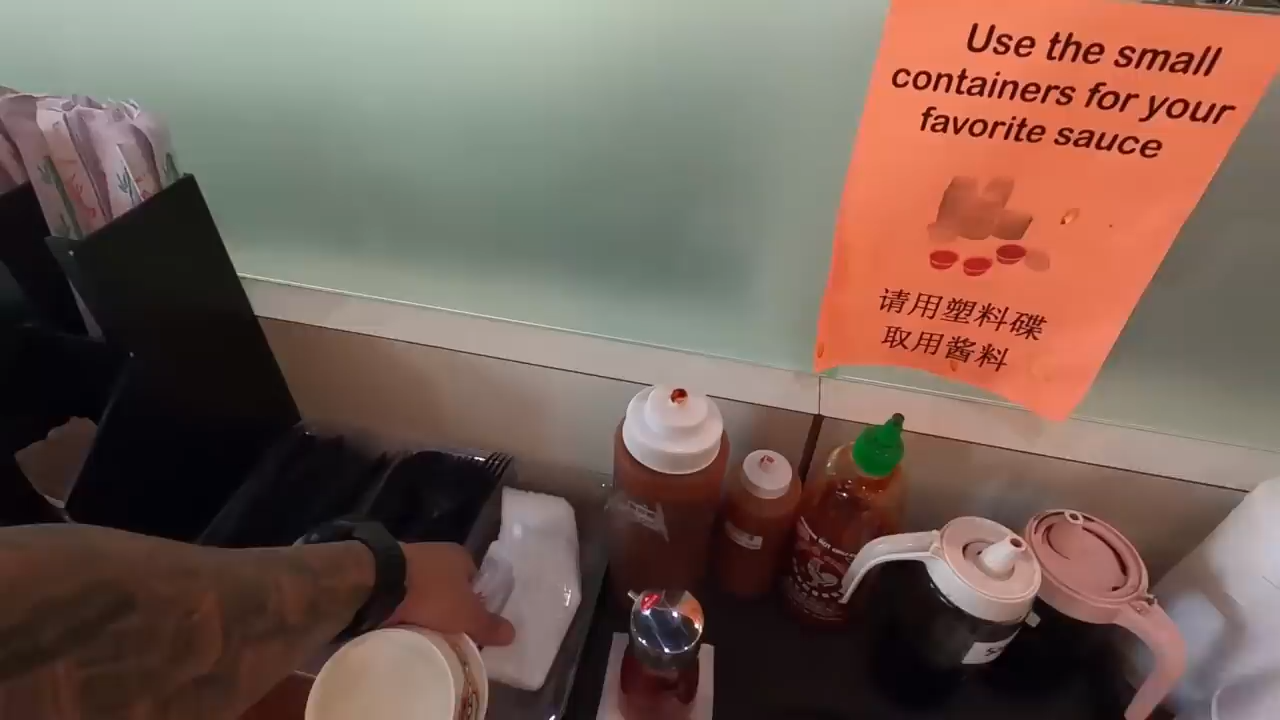 Use the small
containers for your
favorite sauce
请用塑料碟
取用酱料